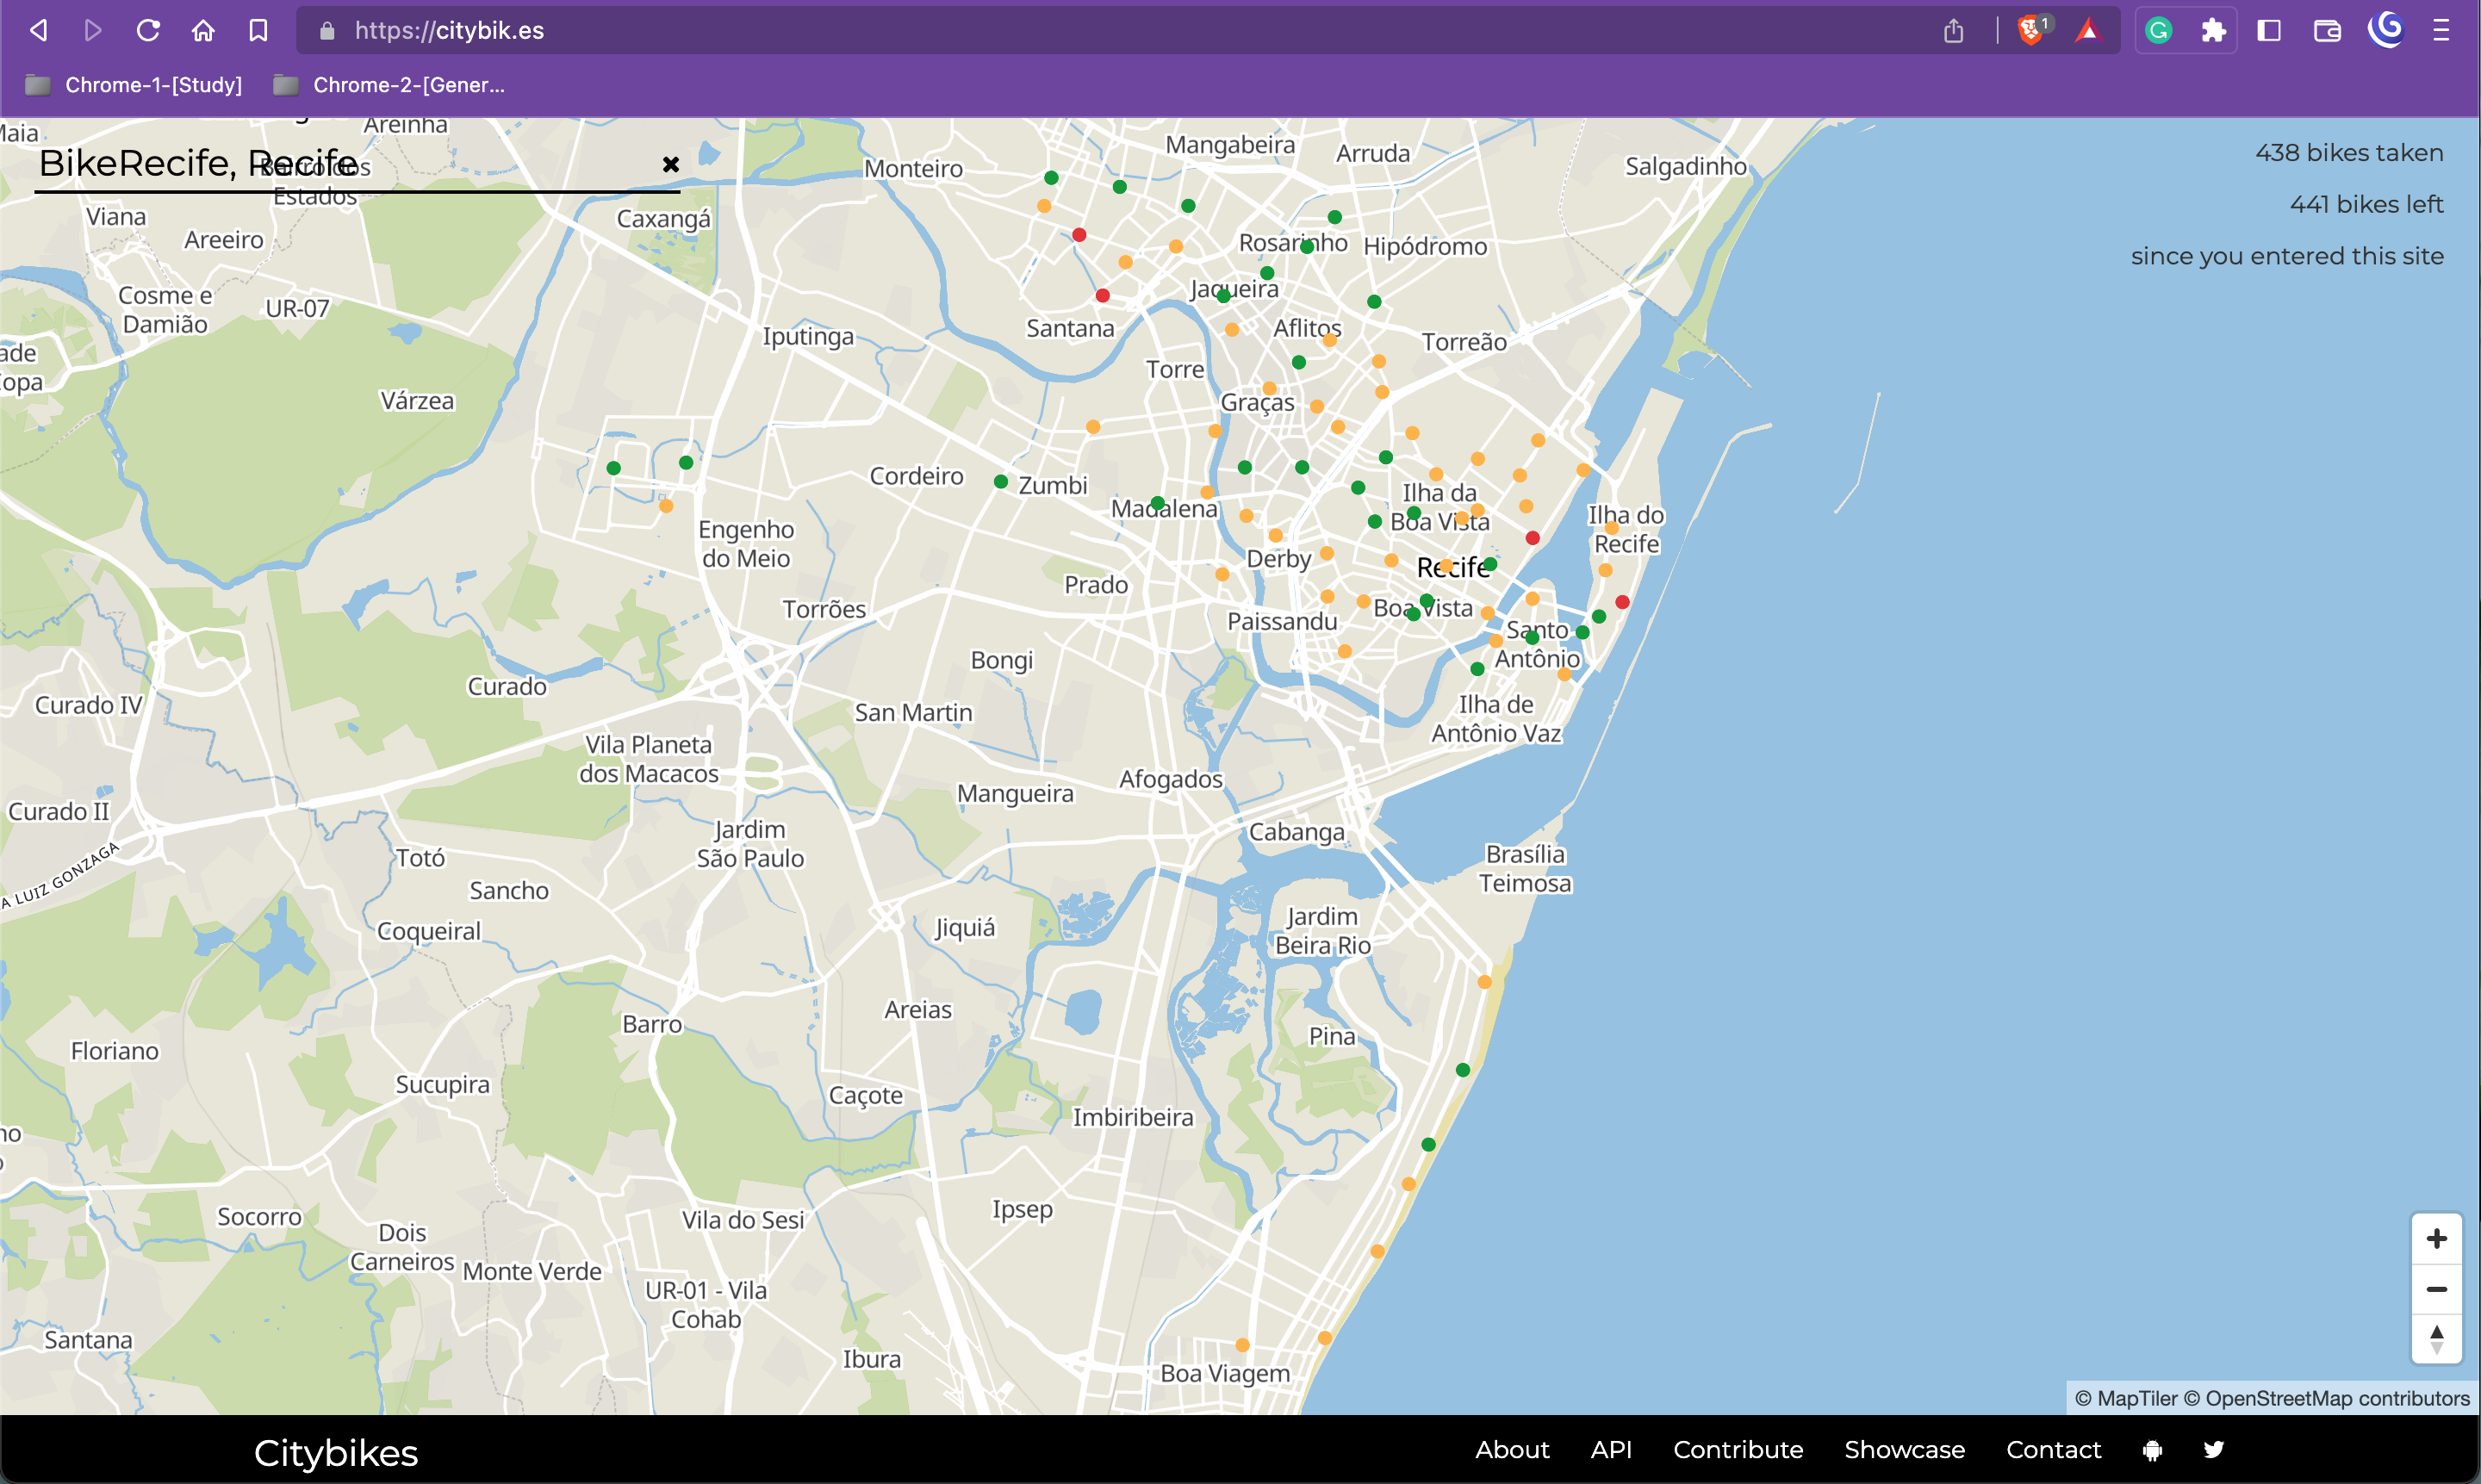 https://citybik.es
1
Chrome-1-[Study]
Chrome-2-[Gener...
BikeRecife, Recife
438 bikes taken
441 bikes left
since you entered this site
Areinha
Mangabeira
Arruda
Salgadinho
Monteiro
Estados
Viana
Areeiro
Caxangá
Rosarinho
Hipódromo
Cosme e
Damião
UR-07
Jaqueira
Santana
Aflitos
Torreão
Iputinga
Torre
Várzea
Graças
Cordeiro
Zumbi
Madalena
Ilha da
Boa Vista
Ilha do
Recife
Engenho
do Meio
Derby
Recife
Prado
Torrões
Boa Vista
Paissandu
Santo
Antônio
Bongi
Curado
Curado IV
San Martin
Ilha de
Antônio Vaz
Vila Planeta
dos Macacos
Afogados
Mangueira
Curado II
Jardim
São Paulo
Cabanga
A LUIZ GONZAGA
Totó
Brasília
Teimosa
Sancho
Jardim
Beira Rio
Coqueiral
Jiquiá
Areias
Barro
Pina
Floriano
Sucupira
Caçote
Imbiribeira
Socorro
Vila do Sesi
Ipsep
Dois
Carneiros
Monte Verde
UR-01 - Vila
Cohab
Santana
Ibura
Boa Viagem
© MapTiler © OpenStreetMap contributors
Citybikes
About
API
Contribute
Showcase
Contact